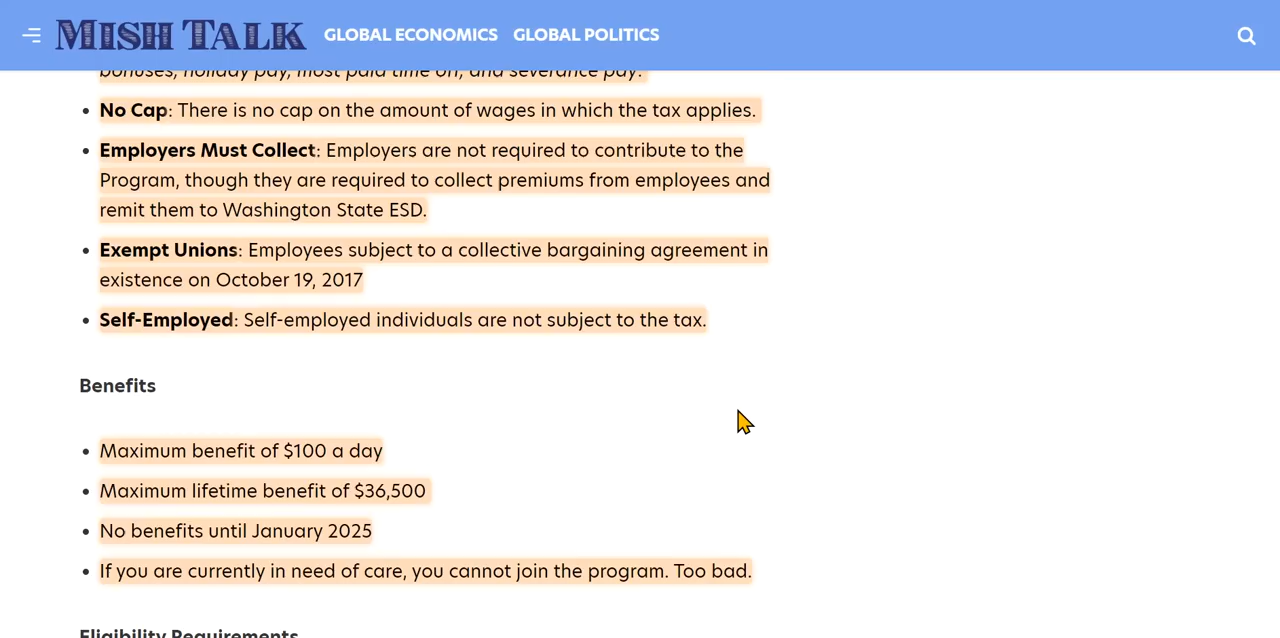 MISH TALK GLOBAL ECONOMICS GLOBAL POLITICS
bonuses, holiday pay, most paid time off, and severance pay.
• No Cap: There is no cap on the amount of wages in which the tax applies.
• Employers Must Collect: Employers are not required to contribute to the
Program, though they are required to collect premiums from employees and
remit them to Washington State ESD.
• Exempt Unions: Employees subject to a collective bargaining agreement in
existence on October 19, 2017
• Self-Employed: Self-employed individuals are not subject to the tax.
Benefits
• Maximum benefit of $100 a day
• Maximum lifetime benefit of $36,500
• No benefits until January 2025
• If you are currently in need of care, you cannot join the program. Too bad.
Eligibility Requirements